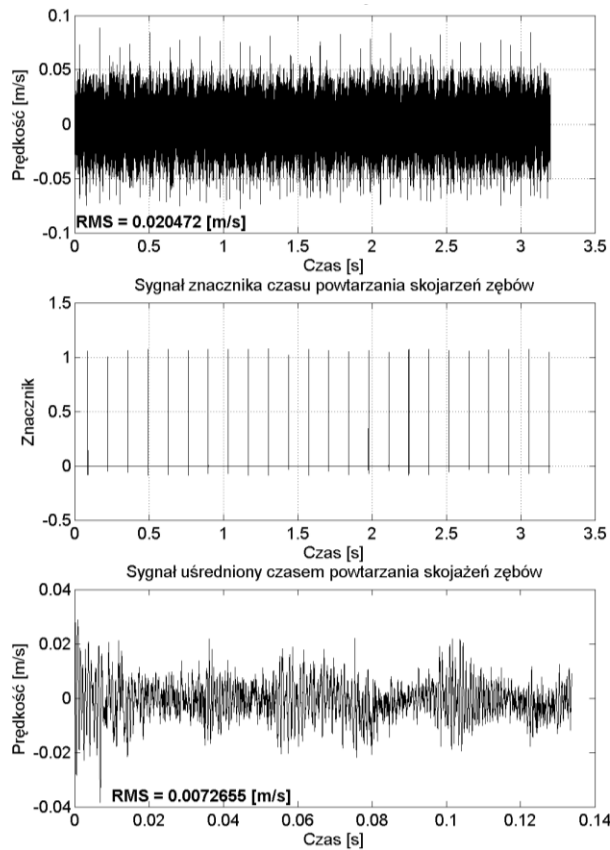 0.1
0.05
0
-0.05
-0.1
Prędkość [m/s]
RMS = 0.020472 [m/s]
0 0.5 1 1.5 2 2.5 3 3.5
Czas [s]
Sygnał znacznika czasu powtarzania skojarzeń zębów
1.5
1
0.5
0
-0.5
Znacznik
0 0.5 1 1.5 2 2.5 3 3.5
Czas [s]
Sygnał uśredniony czasem powtarzania skojażeń zębów
0.04
0.02
0
-0.02
-0.04
Prędkość [m/s]
RMS = 0.0072655 [m/s]
0 0.02 0.04 0.06 0.08 0.1 0.12 0.14
Czas [s]